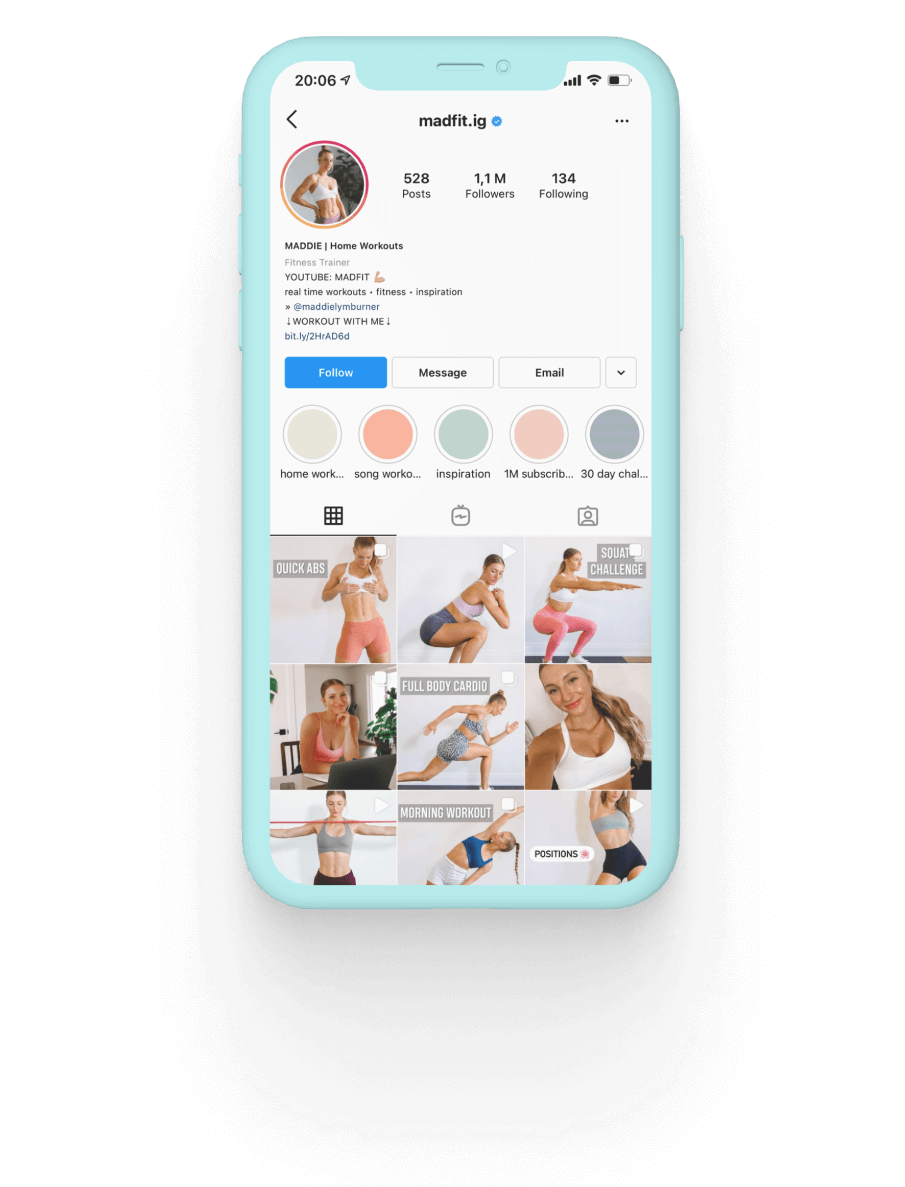 20:06
madfit.ig
528
1,1 M
134
Posts
Followers
Following
MADDIE | Home Workouts
Fitness Trainer
YOUTUBE: MADFIT 💪🏼
real time workouts • fitness • inspiration
» @maddielymburner
↓WORKOUT WITH ME↓
bit.ly/2HrAD6d
Follow
Message
Email
home work...
song worko...
inspiration
1M subscrib...
30 day chal...
QUICK ABS
SQUAT
CHALLENGE
FULL BODY CARDIO
MORNING WORKOUT
POSITIONS 🌸